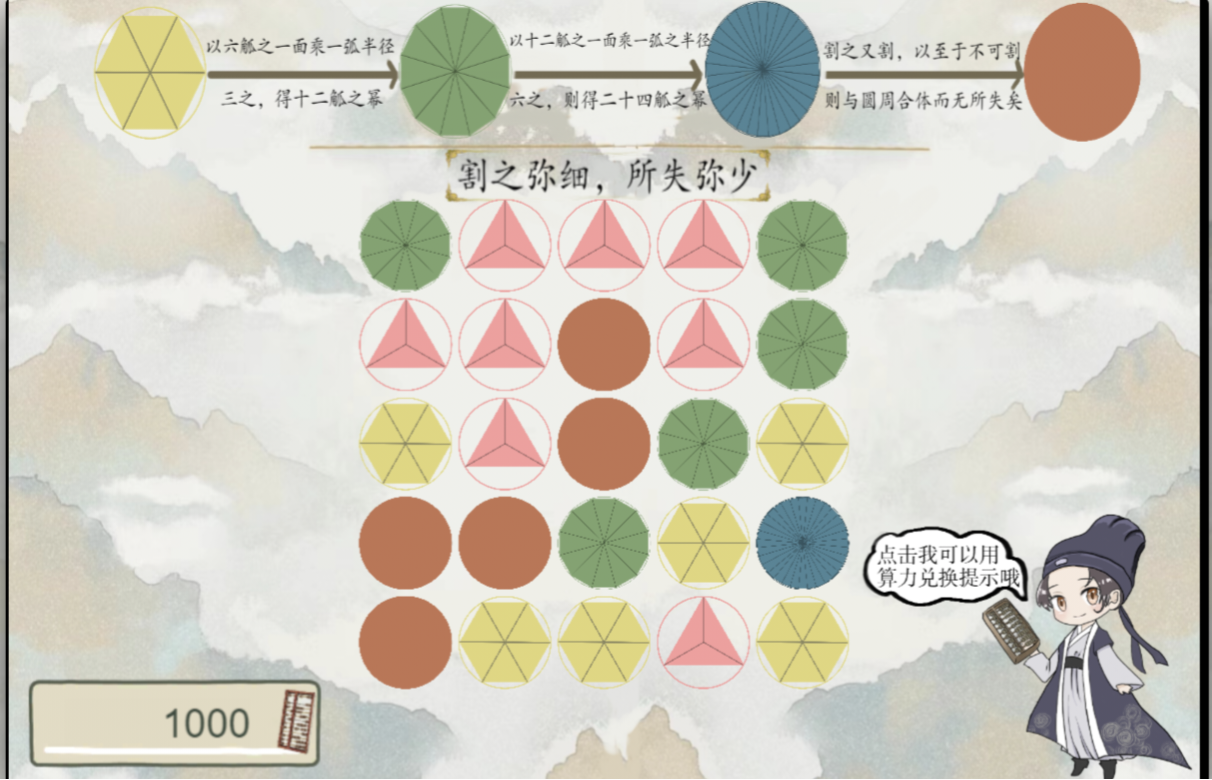 以六觚之一面乘一弧半径
三之，得十二觚之幂
以十二觚之一面乘一弧之半径
六之，则得二十四觚之幂
割之又割，以至于不可割
则与圆周合体而无所失矣
割之弥细，所失弥少
点击我可以用
算力兑换提示哦
1000